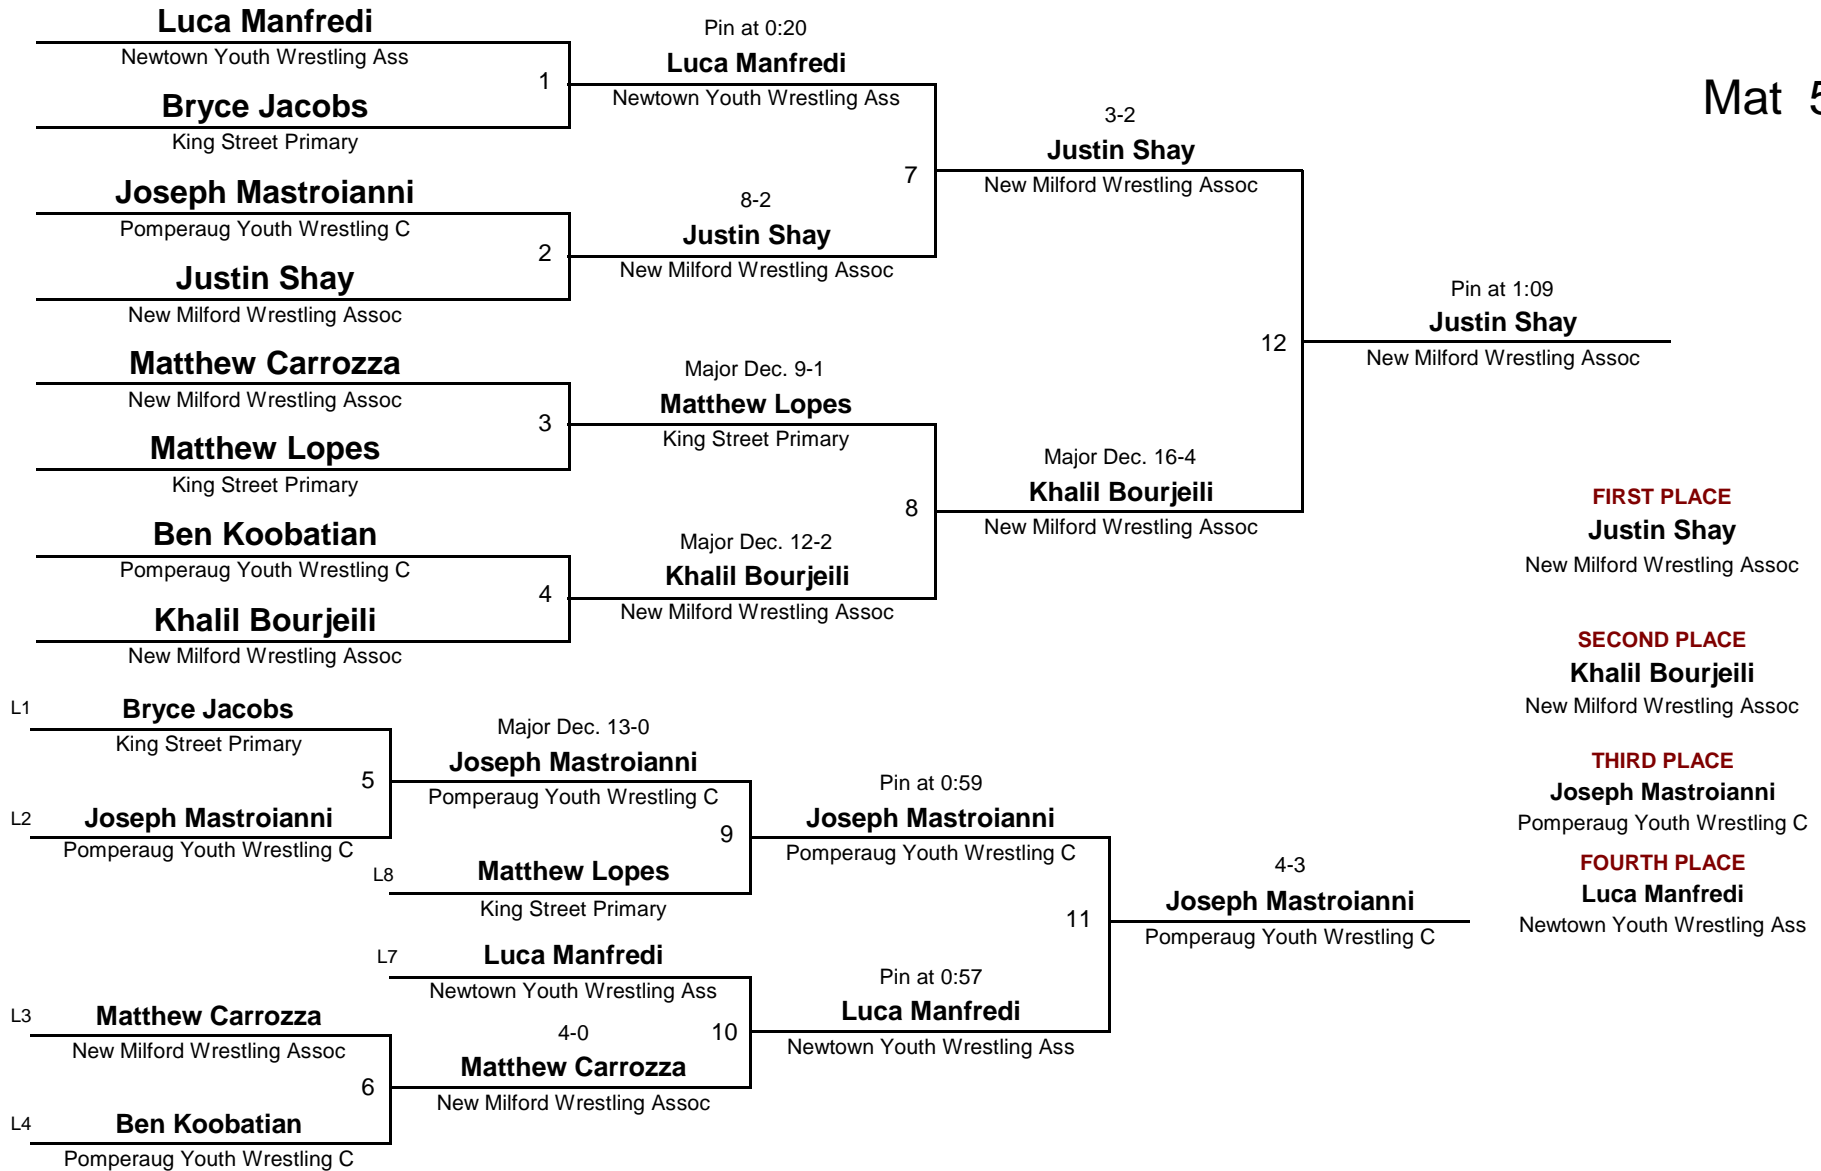 Luca Manfredi
Newtown Youth Wrestling Ass
1
Bryce Jacobs
King Street Primary
Joseph Mastroianni
Pomperaug Youth Wrestling C
2
Justin Shay
New Milford Wrestling Assoc
Matthew Carrozza
New Milford Wrestling Assoc
3
Matthew Lopes
King Street Primary
Ben Koobatian
Pomperaug Youth Wrestling C
4
Khalil Bourjeili
New Milford Wrestling Assoc
Pin at 0:20
Luca Manfredi
Newtown Youth Wrestling Ass
7
8-2
Justin Shay
New Milford Wrestling Assoc
Major Dec. 9-1
Matthew Lopes
King Street Primary
8
Major Dec. 12-2
Khalil Bourjeili
New Milford Wrestling Assoc
3-2
Justin Shay
New Milford Wrestling Assoc
12
Major Dec. 16-4
Khalil Bourjeili
New Milford Wrestling Assoc
Pin at 1:09
Justin Shay
New Milford Wrestling Assoc
Mat 5
L1
Bryce Jacobs
King Street Primary
5
L2
Joseph Mastroianni
Pomperaug Youth Wrestling C
L3
Matthew Carrozza
New Milford Wrestling Assoc
6
L4
Ben Koobatian
Pomperaug Youth Wrestling C
Major Dec. 13-0
Joseph Mastroianni
Pomperaug Youth Wrestling C
9
L8
Matthew Lopes
King Street Primary
L7
Luca Manfredi
Newtown Youth Wrestling Ass
10
4-0
Matthew Carrozza
New Milford Wrestling Assoc
Pin at 0:59
Joseph Mastroianni
Pomperaug Youth Wrestling C
11
Pin at 0:57
Luca Manfredi
Newtown Youth Wrestling Ass
4-3
Joseph Mastroianni
Pomperaug Youth Wrestling C
FIRST PLACE
Justin Shay
New Milford Wrestling Assoc
SECOND PLACE
Khalil Bourjeili
New Milford Wrestling Assoc
THIRD PLACE
Joseph Mastroianni
Pomperaug Youth Wrestling C
FOURTH PLACE
Luca Manfredi
Newtown Youth Wrestling Ass